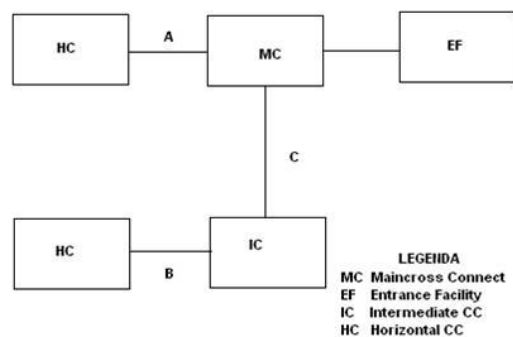 HC
A
MC
EF
C
HC
B
IC
LEGENDA
MC Maincross Connect
EF Entrance Facility
IC Intermediate CC
HC Horizontal CC